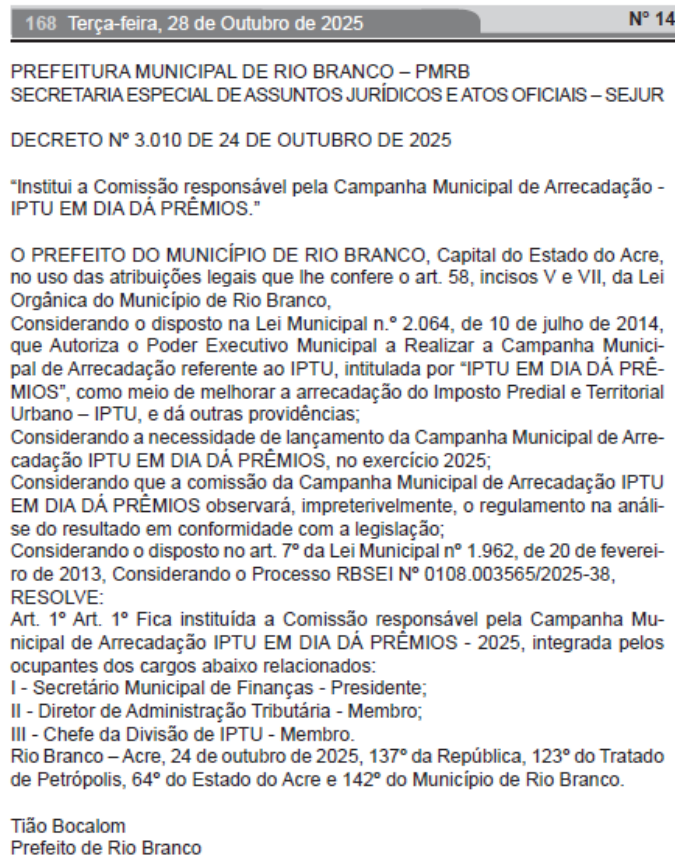 168 Terça-feira, 28 de Outubro de 2025
N° 14
PREFEITURA MUNICIPAL DE RIO BRANCO – PMRB
SECRETARIA ESPECIAL DE ASSUNTOS JURÍDICOS E ATOS OFICIAIS – SEJUR
DECRETO Nº 3.010 DE 24 DE OUTUBRO DE 2025
“Institui a Comissão responsável pela Campanha Municipal de Arrecadação -
IPTU EM DIA DÁ PRÊMIOS.”
O PREFEITO DO MUNICÍPIO DE RIO BRANCO, Capital do Estado do Acre,
no uso das atribuições legais que lhe confere o art. 58, incisos V e VII, da Lei
Orgânica do Município de Rio Branco,
Considerando o disposto na Lei Municipal n.º 2.064, de 10 de julho de 2014,
que Autoriza o Poder Executivo Municipal a Realizar a Campanha Munici-
pal de Arrecadação referente ao IPTU, intitulada por “IPTU EM DIA DÁ PRÊ-
MIOS”, como meio de melhorar a arrecadação do Imposto Predial e Territorial
Urbano – IPTU, e dá outras providências;
Considerando a necessidade de lançamento da Campanha Municipal de Arre-
cadação IPTU EM DIA DÁ PRÊMIOS, no exercício 2025;
Considerando que a comissão da Campanha Municipal de Arrecadação IPTU
EM DIA DÁ PRÊMIOS observará, impreterivelmente, o regulamento na análi-
se do resultado em conformidade com a legislação;
Considerando o disposto no art. 7º da Lei Municipal nº 1.962, de 20 de feverei-
ro de 2013, Considerando o Processo RBSEI Nº 0108.003565/2025-38,
RESOLVE:
Art. 1º Art. 1º Fica instituída a Comissão responsável pela Campanha Mu-
nicipal de Arrecadação IPTU EM DIA DÁ PRÊMIOS - 2025, integrada pelos
ocupantes dos cargos abaixo relacionados:
I - Secretário Municipal de Finanças - Presidente;
II - Diretor de Administração Tributária - Membro;
III - Chefe da Divisão de IPTU - Membro.
Rio Branco – Acre, 24 de outubro de 2025, 137º da República, 123º do Tratado
de Petrópolis, 64º do Estado do Acre e 142º do Município de Rio Branco.
Tião Bocalom
Prefeito de Rio Branco